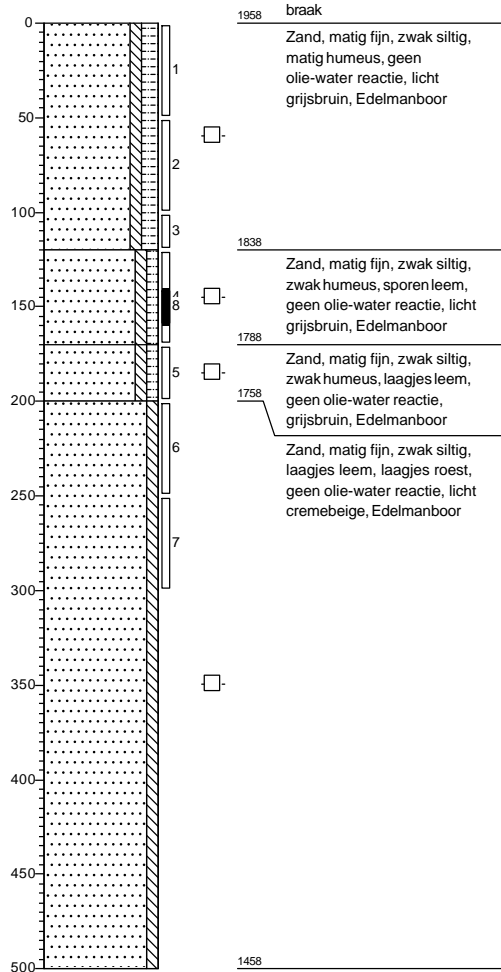 0
50
100
150
200
250
300
350
400
450
500
1
2
3
4
8
5
6
7
1958 braak
Zand, matig fijn, zwak siltig,
matig humeus, geen
olie-water reactie, licht
grijsbruin, Edelmanboor
1838
Zand, matig fijn, zwak siltig,
zwak humeus, sporen leem,
geen olie-water reactie, licht
grijsbruin, Edelmanboor
1788
Zand, matig fijn, zwak siltig,
zwak humeus, laagjes leem,
geen olie-water reactie,
grijsbruin, Edelmanboor
1758
Zand, matig fijn, zwak siltig,
laagjes leem, laagjes roest,
geen olie-water reactie, licht
cremebeige, Edelmanboor
1458